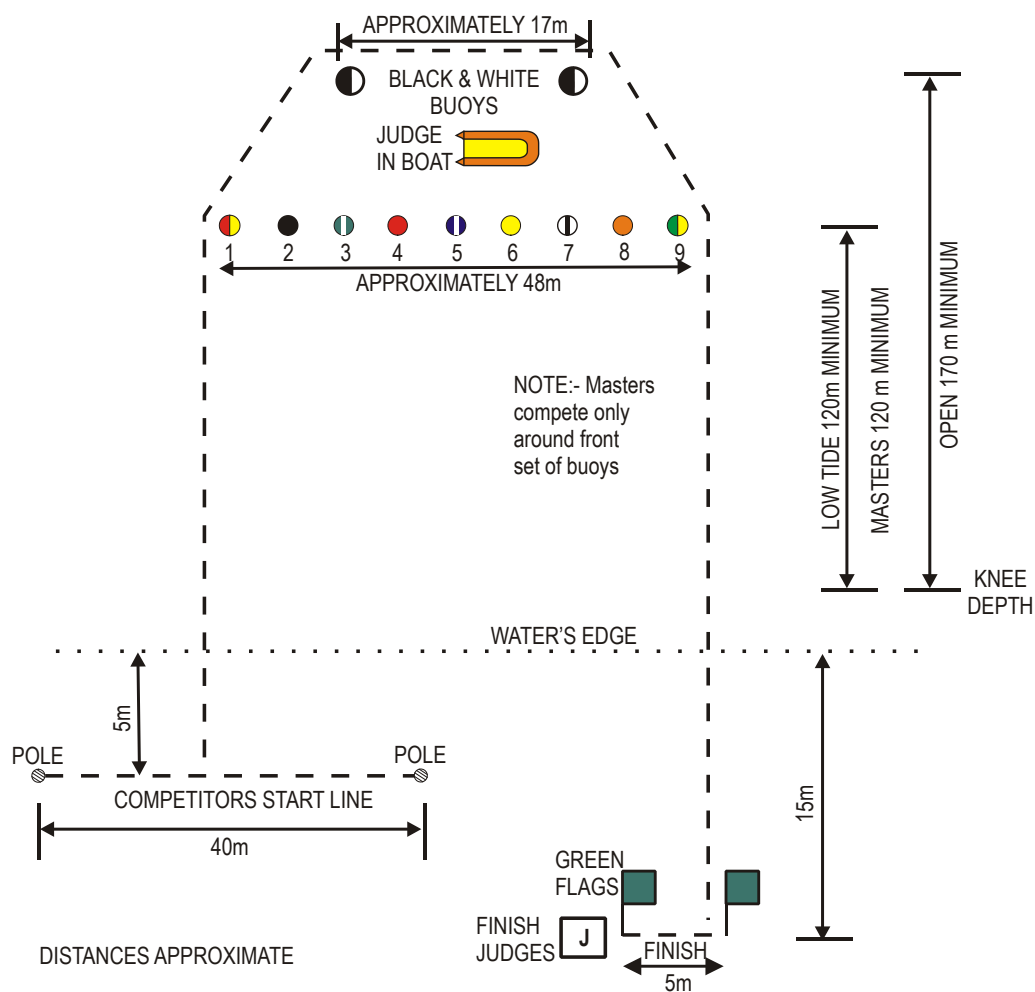 APPROXIMATELY 17m
BLACK & WHITE
BUOYS
JUDGE
IN BOAT
1 2 3 4 5 6 7 8 9
APPROXIMATELY 48m
NOTE:- Masters
compete only
around front
set of buoys
LOW TIDE 120m MINIMUM
MASTERS 120 m MINIMUM
OPEN 170 m MINIMUM
KNEE
DEPTH
WATER'S EDGE
5m
POLE
POLE
COMPETITORS START LINE
40m
15m
GREEN
FLAGS
FINISH
JUDGES
J
FINISH
5m
DISTANCES APPROXIMATE